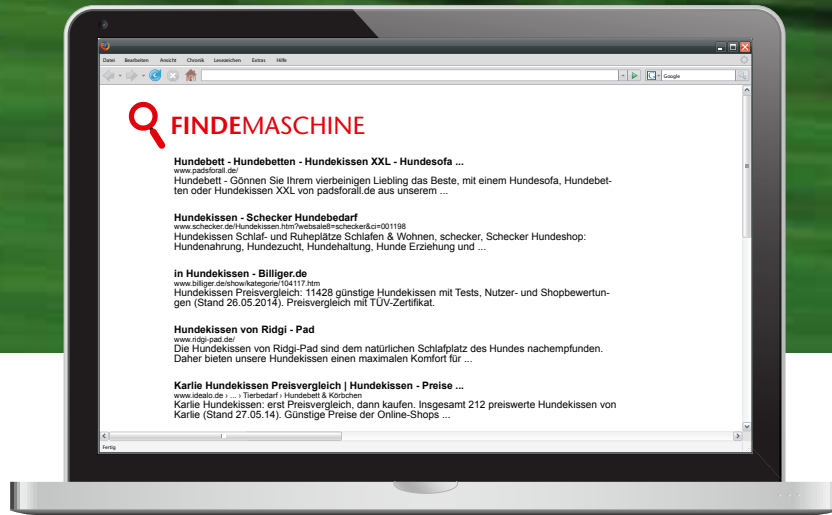 Datei Bearbeiten Ansicht Chronik Lesezeichen Extras Hilfe
Google
FINDEMASCHINE
Hundebett - Hundebetten - Hundekissen XXL - Hundesofa ...
www.padsforall.de/
Hundebett - Gönnen Sie Ihrem vierbeinigen Liebling das Beste, mit einem Hundesofa, Hundebet-
ten oder Hundekissen XXL von padsforall.de aus unserem ...
Hundekissen - Schecker Hundebedarf
www.schecker.de/Hundekissen.htm?websale8=schecker&ci=001198
Hundekissen Schlaf- und Ruheplätze Schlafen & Wohnen, schecker, Schecker Hundeshop:
Hundenahrung, Hundezucht, Hundehaltung, Hunde Erziehung und ...
in Hundekissen - Billiger.de
www.billiger.de/show/kategorie/104117.htm
Hundekissen Preisvergleich: 11428 günstige Hundekissen mit Tests, Nutzer- und Shopbewertun-
gen (Stand 26.05.2014). Preisvergleich mit TÜV-Zertifikat.
Hundekissen von Ridgi - Pad
www.ridgi-pad.de/
Die Hundekissen von Ridgi-Pad sind dem natürlichen Schlafplatz des Hundes nachempfunden.
Daher bieten unsere Hundekissen einen maximalen Komfort für ...
Karlie Hundekissen Preisvergleich | Hundekissen - Preise ...
www.idealo.de › ... › Tierbedarf › Hundebett & Körbchen
Karlie Hundekissen: erst Preisvergleich, dann kaufen. Insgesamt 212 preiswerte Hundekissen von
Karlie (Stand 27.05.14). Günstige Preise der Online-Shops ...
Fertig